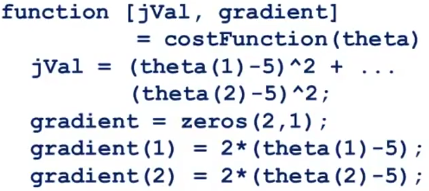 function [jVal, gradient]
= costFunction(theta)
jVal = (theta(1)-5)^2 + ...
(theta(2)-5)^2;
gradient = zeros(2,1);
gradient(1) = 2*(theta(1)-5);
gradient(2) = 2*(theta(2)-5);